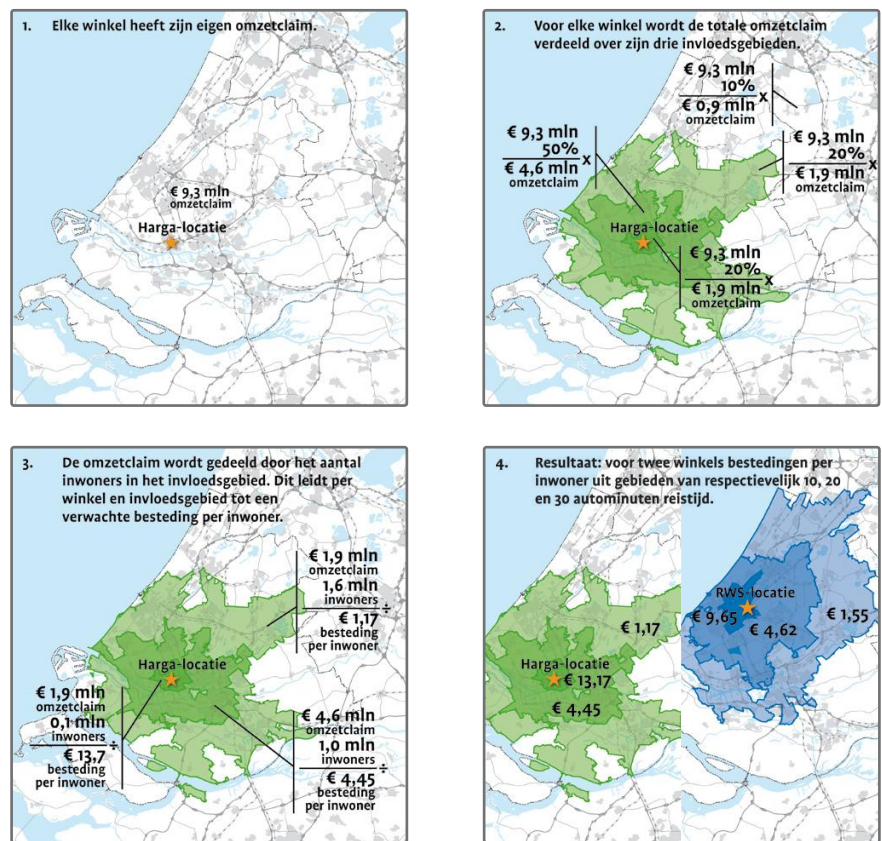 1. Elke winkel heeft zijn eigen omzetclaim.
€ 9,3 mln
omzetclaim
Harga-locatie
2. Voor elke winkel wordt de totale omzetclaim
verdeeld over zijn drie invloedsgebieden.
€ 9,3 mln
10%
x
€ 0,9 mln
omzetclaim
€ 9,3 mln
50%
x
€ 4,6 mln
omzetclaim
€ 9,3 mln
20%
x
€ 1,9 mln
omzetclaim
Harga-locatie
€ 9,3 mln
20%
x
€ 1,9 mln
omzetclaim
3. De omzetclaim wordt gedeeld door het aantal
inwoners in het invloedsgebied. Dit leidt per
winkel en invloedsgebied tot een
verwachte besteding per inwoner.
€ 1,9 mln
omzetclaim
1,6 mln
inwoners
÷
€ 1,17
besteding
per inwoner
Harga-locatie
€ 1,9 mln
omzetclaim
0,1 mln
inwoners
÷
€ 13,7
besteding
per inwoner
€ 4,6 mln
omzetclaim
1,0 mln
inwoners
÷
€ 4,45
besteding
per inwoner
4. Resultaat: voor twee winkels bestedingen per
inwoner uit gebieden van respectievelijk 10, 20
en 30 autominuten reistijd.
RWS-locatie
€ 9,65
€ 4,62
€ 1,55
€ 1,17
Harga-locatie
€ 13,17
€ 4,45